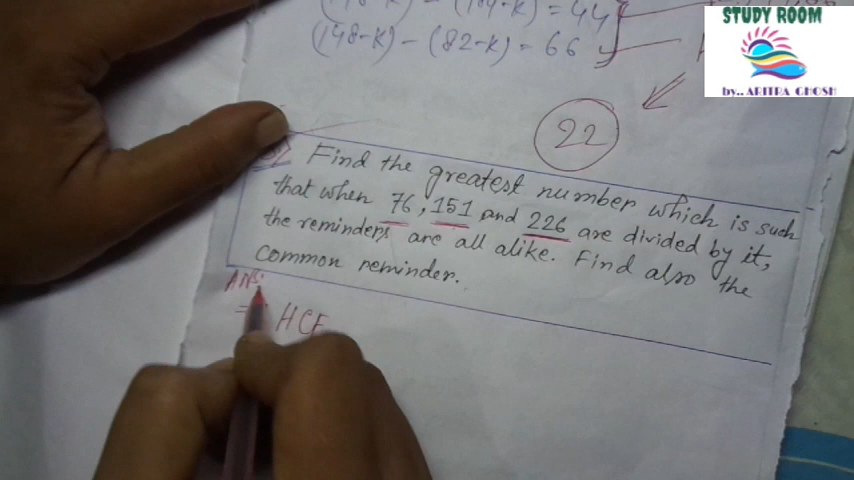 = 44
(148-K) - (82-K) = 66
STUDY ROOM
by.. ARITRA GHOSH
22
Find the greatest number which is such
that when 76, 151 and 226 are divided by it,
the reminders are all alike. Find also the
common reminder.
Ans:
= HCF